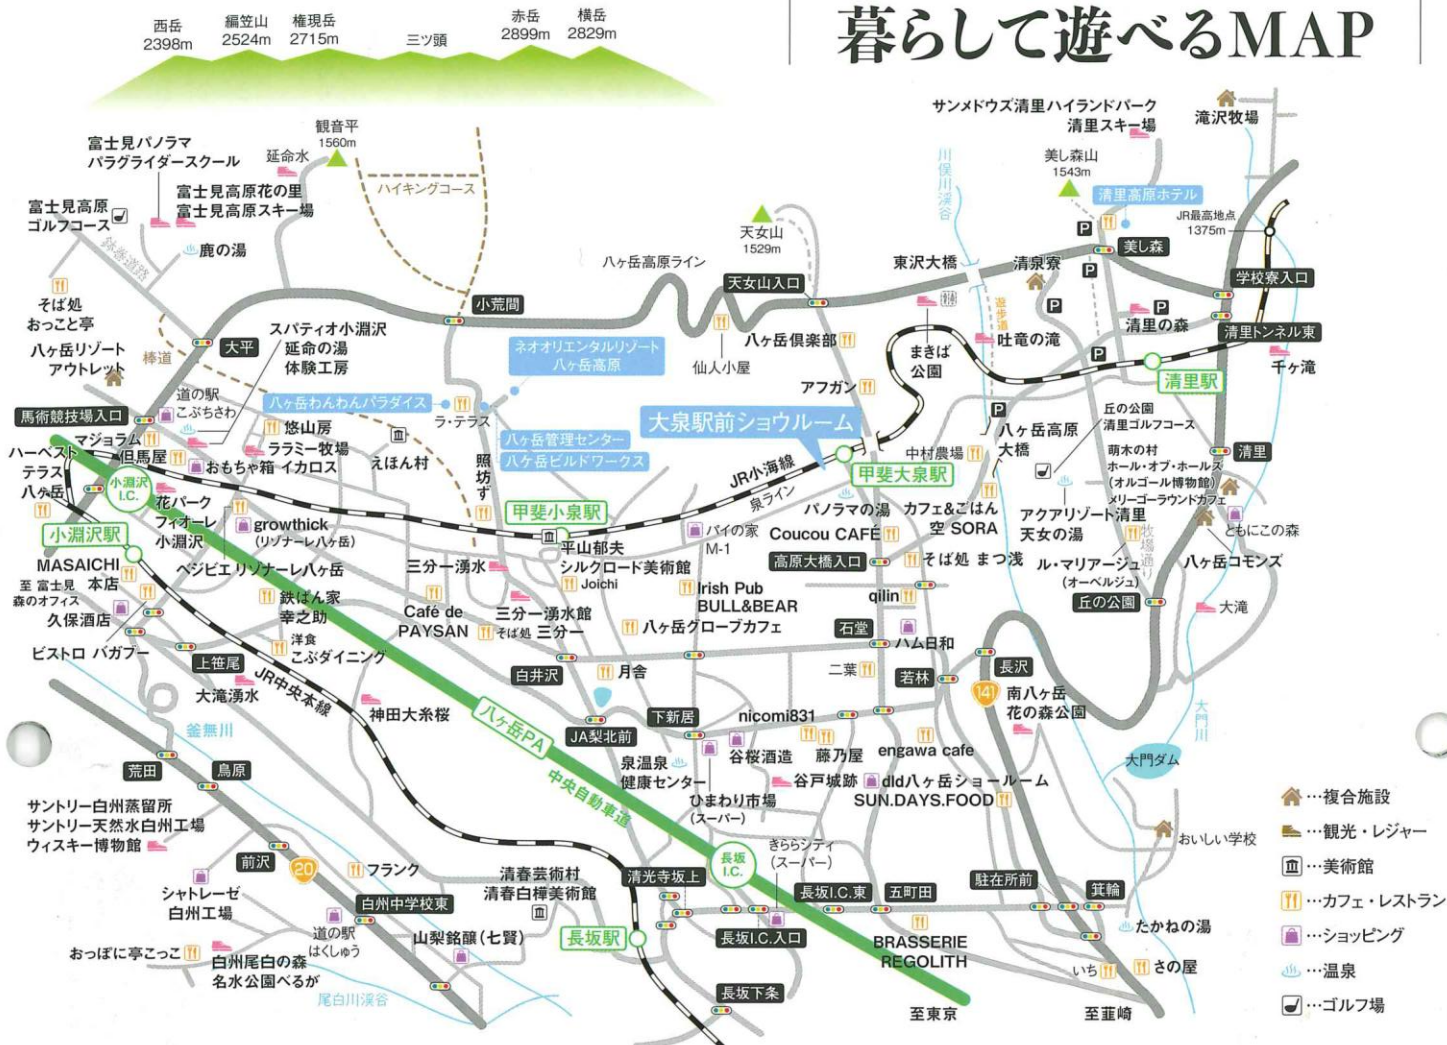 暮らして遊べるMAP
西岳
2398m
編笠山
2524m
権現岳
2715m
三ツ頭
赤岳
2899m
横岳
2829m
富士見パノラマ
パラグライダースクール
観音平
1560m
延命水
ハイキングコース
富士見高原花の里
富士見高原スキー場
富士見高原
ゴルフコース
鉢巻道路
鹿の湯
そば処
おっこと亭
八ヶ岳リゾート
アウトレット
棒道
大平
小荒間
スパティオ小淵沢
延命の湯
体験工房
道の駅
こぶちさわ
馬術競技場入口
八ヶ岳高原ライン
天女山
1529m
天女山入口
東沢大橋
川俣川渓谷
サンメドウズ清里ハイランドパーク
清里スキー場
美し森山
1543m
清里高原ホテル
滝沢牧場
JR最高地点
1375m
美し森
P
P
P
P
P
P
学校寮入口
清里トンネル東
清泉寮
清里の森
遊歩道
吐竜の滝
まきば
公園
千ヶ滝
清里駅
仙人小屋
八ヶ岳倶楽部
アフガン
ネオオリエンタルリゾート
八ヶ岳高原
八ヶ岳わんわんパラダイス
ラ・テラス
八ヶ岳管理センター
八ヶ岳ビルドワークス
大泉駅前ショウルーム
甲斐大泉駅
中村農場
八ヶ岳高原
大橋
丘の公園
清里ゴルフコース
萌木の村
ホール・オブ・ホールズ
(オルゴール博物館)
メリーゴーラウンドカフェ
清里
マジョラム
但馬屋
悠山房
ララミー牧場
おもちゃ箱 イカロス
えほん村
照坊ず
ハーベスト
テラス
八ヶ岳
小淵沢
I.C.
花パーク
フィオーレ
小淵沢
growthick
(リゾナーレ八ヶ岳)
小淵沢駅
甲斐小泉駅
JR小海線
泉ライン
パノラマの湯
カフェ&ごはん
空 SORA
アクアリゾート清里
天女の湯
牧場通り
ともにこの森
八ヶ岳コモンズ
ル・マリアージュ
(オーベルジュ)
Coucou CAFÉ
パイの家
M-1
平山郁夫
シルクロード美術館
Joichi
高原大橋入口
そば処 まつ浅
MASAICHI
本店
至 富士見
森のオフィス
久保酒店
ベジビエ
リゾナーレ八ヶ岳
三分一湧水
鉄ぱん家
幸之助
Café de
PAYSAN
三分一湧水館
そば処 三分一
Irish Pub
BULL&BEAR
八ヶ岳グローブカフェ
qilin
丘の公園
大滝
ビストロ バガブー
洋食
こぶダイニング
上笹尾
大滝湧水
JR中央本線
白井沢
月舎
石堂
ハム日和
二葉
若林
長沢
141
南八ヶ岳
花の森公園
大門川
大門ダム
釜無川
神田大糸桜
八ヶ岳PA
中央自動車道
JA梨北前
下新居
nicomi831
谷桜酒造
藤乃屋
engawa cafe
荒田
鳥原
泉温泉
健康センター
ひまわり市場
(スーパー)
谷戸城跡
dld八ヶ岳ショールーム
SUN.DAYS.FOOD
サントリー白州蒸留所
サントリー天然水白州工場
ウィスキー博物館
前沢
20
フランク
シャトレーゼ
白州工場
白州中学校東
道の駅
はくしゅう
清春芸術村
清春白樺美術館
山梨銘醸(七賢)
おっぽに亭こっこ
白州尾白の森
名水公園べるが
尾白川渓谷
清光寺坂上
長坂
I.C.
きららシティ
(スーパー)
長坂I.C.東
長坂I.C.入口
長坂駅
長坂下条
五町田
駐在所前
箕輪
BRASSERIE
REGOLITH
おいしい学校
たかねの湯
いち
さの屋
至東京
至韮崎
…複合施設
…観光・レジャー
…美術館
…カフェ・レストラン
…ショッピング
…温泉
…ゴルフ場